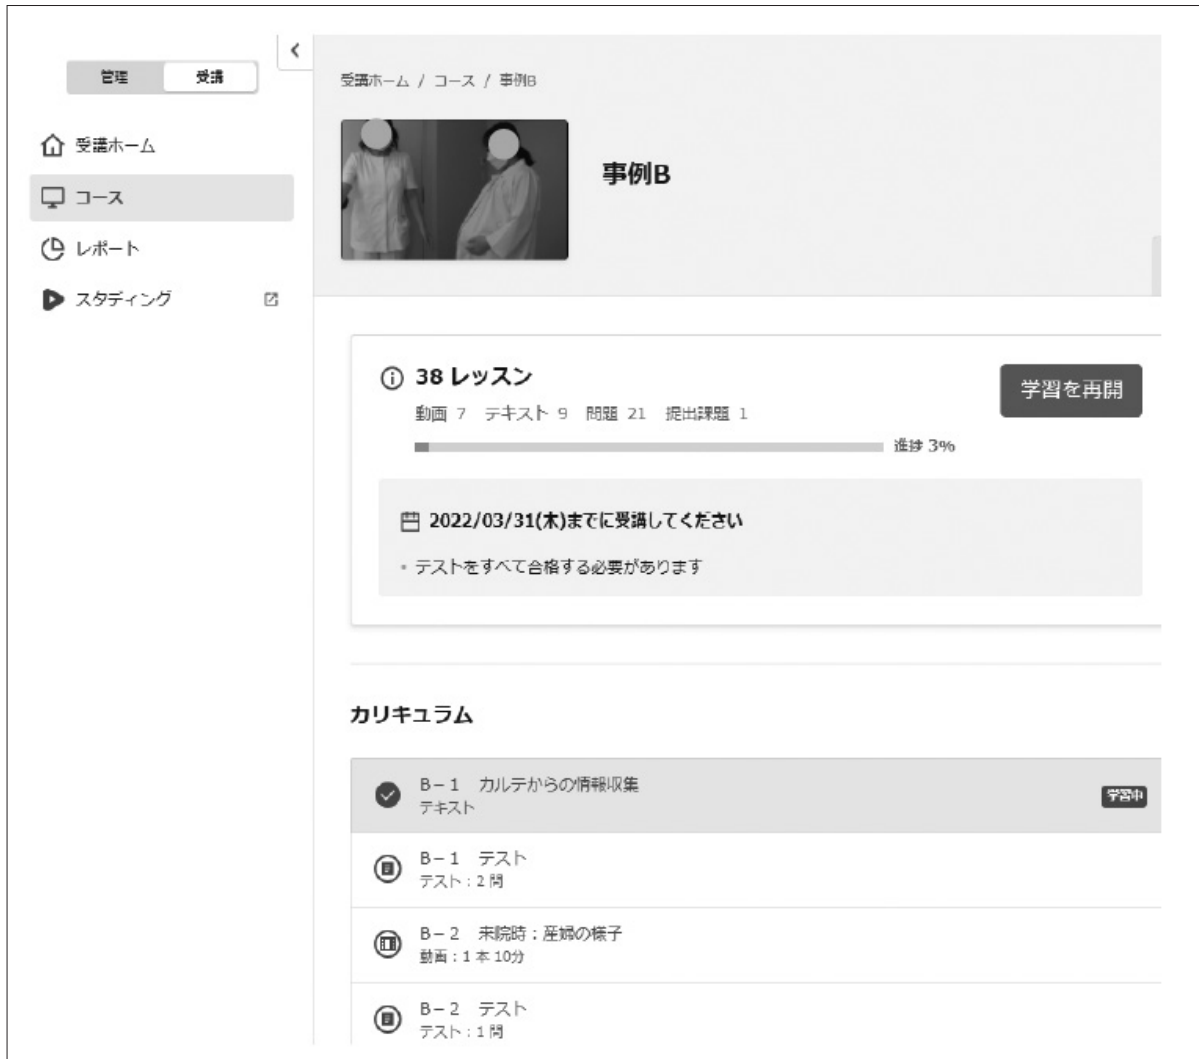 管理 受講
受講ホーム
コース
レポート
スタディング
受講ホーム / コース / 事例B
事例B
38 レッスン
動画 7 テキスト 9 問題 21 提出課題 1
進捗 3%
学習を再開
2022/03/31(木)までに受講してください
・テストをすべて合格する必要があります
カリキュラム
B－1 カルテからの情報収集
テキスト
学習中
B－1 テスト
テスト：2 問
B－2 来院時：産婦の様子
動画：1 本 10分
B－2 テスト
テスト：1 問